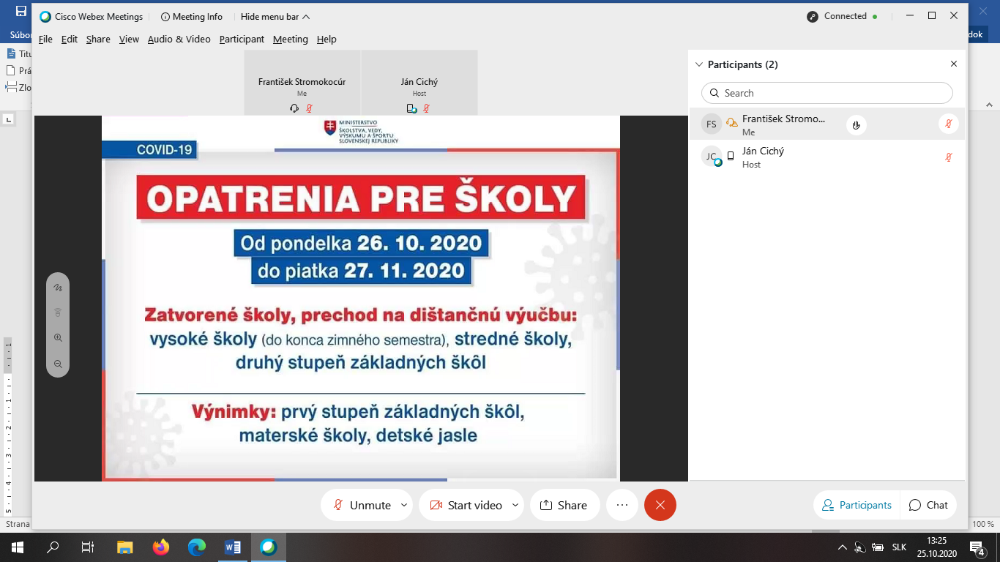 Súbor
Titu
Prá
Zlo
dok
Cisco Webex Meetings
Meeting Info
Hide menu bar
Connected
File Edit Share View Audio & Video Participant Meeting Help
František Stromokocúr
Me
Ján Cichý
Host
MINISTERSTVO
ŠKOLSTVA, VEDY,
VÝSKUMU A ŠPORTU
SLOVENSKEJ REPUBLIKY
COVID-19
OPATRENIA PRE ŠKOLY
Od pondelka 26. 10. 2020
do piatka 27. 11. 2020
Zatvorené školy, prechod na dištančnú výučbu:
vysoké školy (do konca zimného semestra), stredné školy,
druhý stupeň základných škôl
Výnimky: prvý stupeň základných škôl,
materské školy, detské jasle
Participants (2)
Search
FS
František Stromo...
Me
JC
Ján Cichý
Host
Unmute
Start video
Share
Participants
Chat
Strana
100 %
SLK
13:25
25.10.2020
4